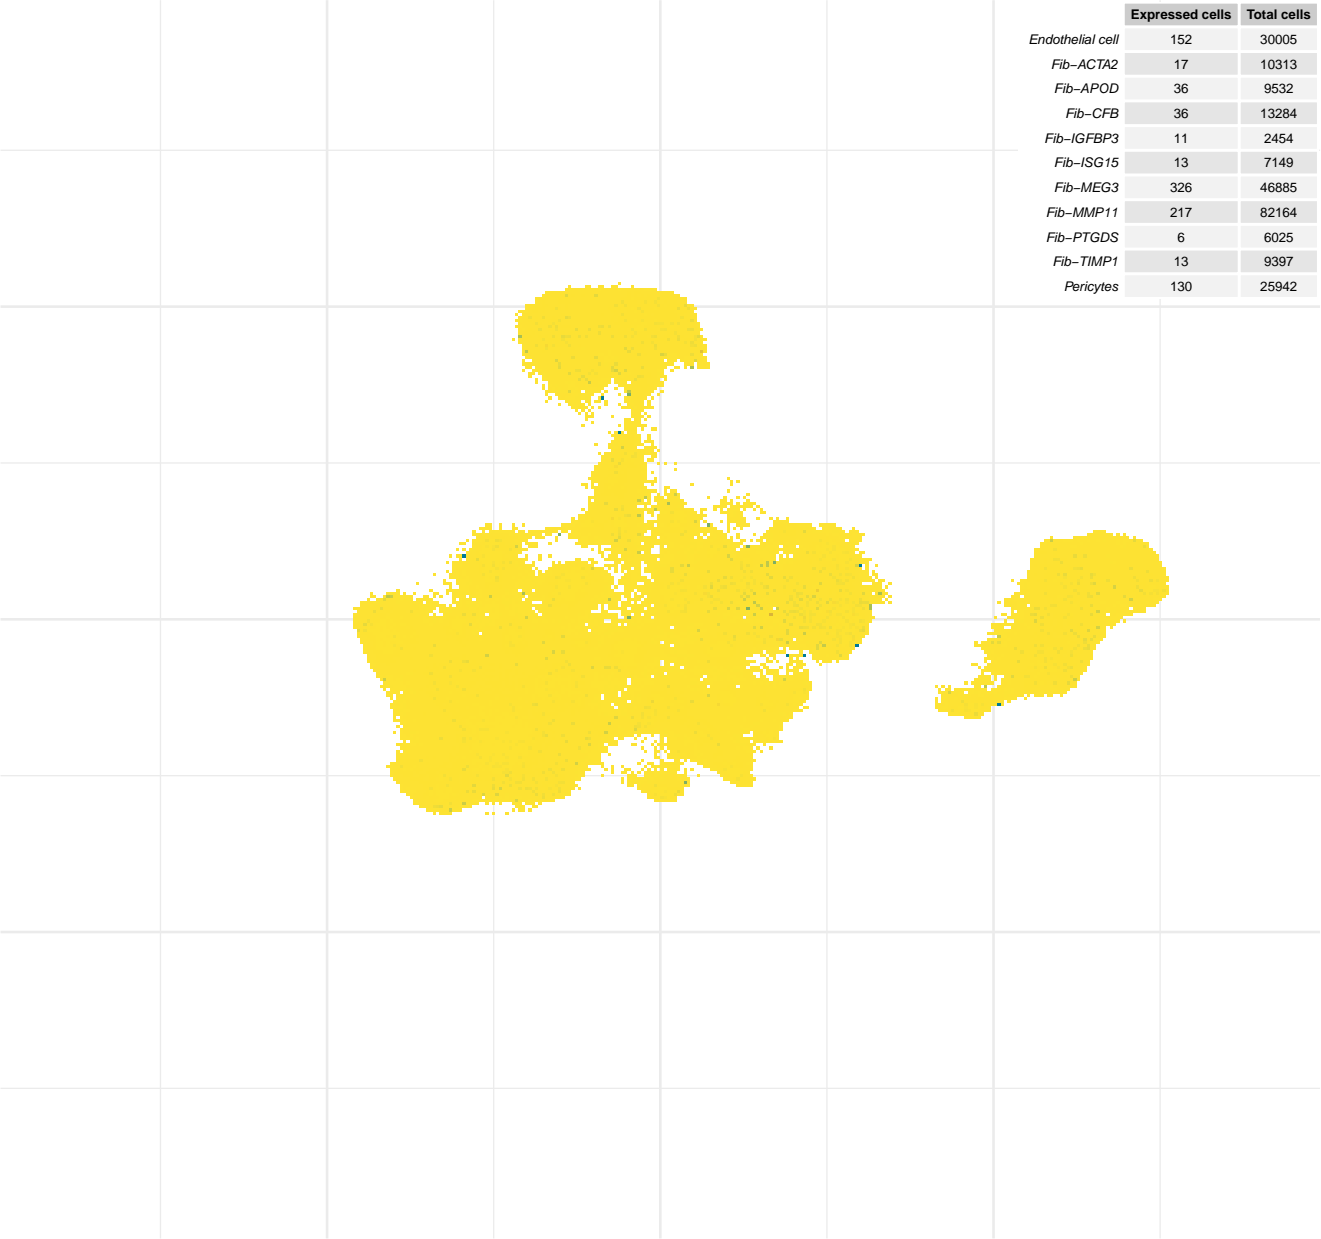 Expressed cells Total cells
Endothelial cell 152 30005
Fib−ACTA2 17 10313
Fib−APOD 36 9532
Fib−CFB 36 13284
Fib−IGFBP3 11 2454
Fib−ISG15 13 7149
Fib−MEG3 326 46885
Fib−MMP11 217 82164
Fib−PTGDS 6 6025
Fib−TIMP1 13 9397
Pericytes 130 25942